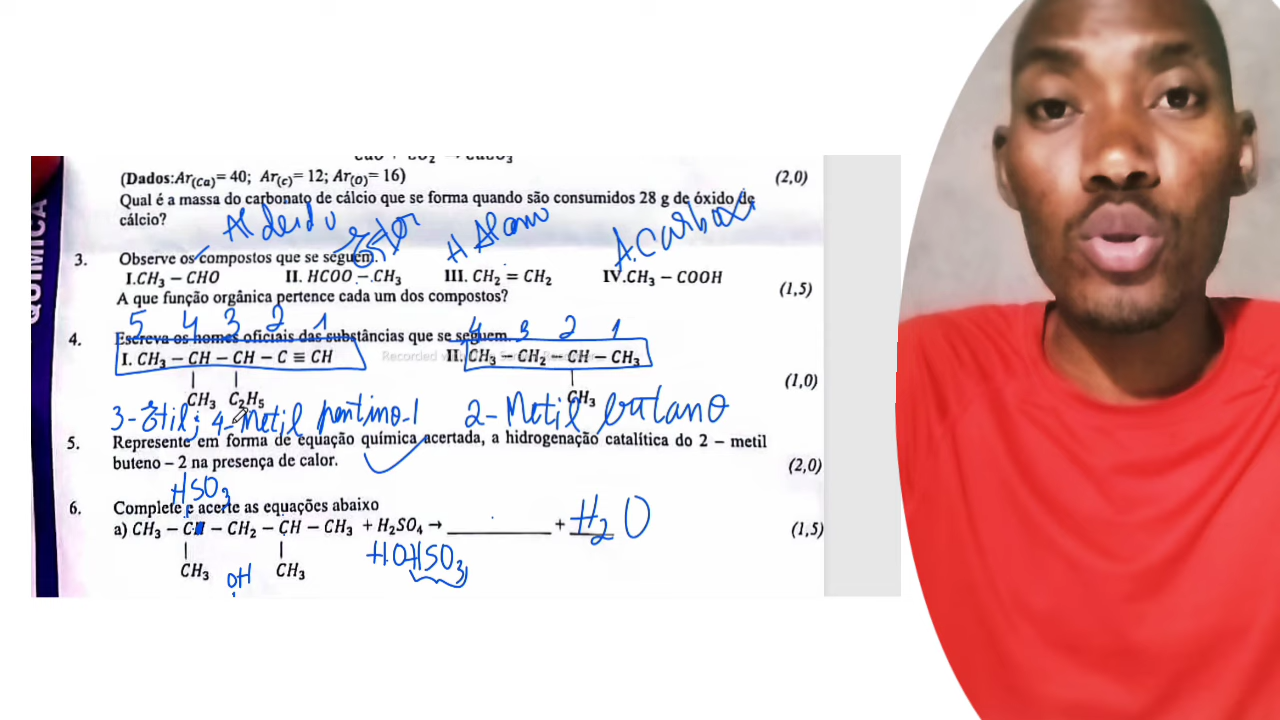 QUÍMICA
CaO + CO₂ → CaCO₃
(Dados:Ar(Ca)= 40; Ar(c)= 12; Ar(O)= 16)
(2,0)
Qual é a massa do carbonato de cálcio que se forma quando são consumidos 28 g de óxido de
cálcio?
Aldeido Ester H Alceno A.Carbox
3. Observe os compostos que se seguem.
I.CH₃ − CHO II. HCOO − CH₃ III. CH₂ = CH₂ IV.CH₃ − COOH
(1,5)
A que função orgânica pertence cada um dos compostos?
5 4 3 2 1 4 3 2 1
4. Escreva os nomes oficiais das substâncias que se seguem.
I. CH₃ − CH − CH − C ≡ CH II. CH₃ − CH₂ − CH − CH₃
(1,0)
CH₃ C₂H₅ CH₃
3-Etil; 4-Metil pentino-1 2-Metil butano
5. Represente em forma de equação química acertada, a hidrogenação catalítica do 2 − metil
buteno − 2 na presença de calor.
(2,0)
HSO₃
6. Complete e acerte as equações abaixo
a) CH₃ − C − CH₂ − CH − CH₃ + H₂SO₄ → ____________ + H₂O
(1,5)
HOHSO₃
CH₃ CH₃
OH